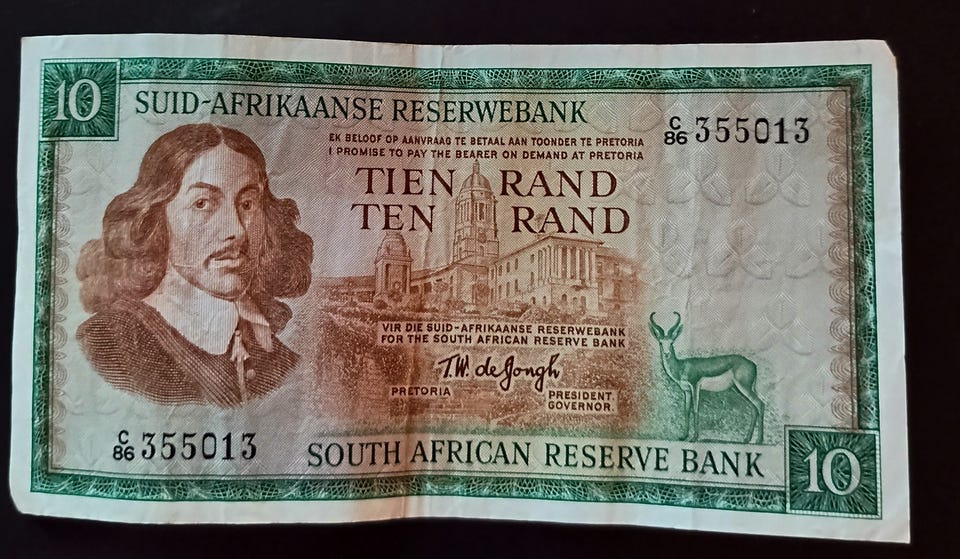 10
SUID-AFRIKAANSE RESERWEBANK
C/86 355013
EK BELOOF OP AANVRAAG TE BETAAL AAN TOONDER TE PRETORIA
I PROMISE TO PAY THE BEARER ON DEMAND AT PRETORIA
TIEN RAND
TEN RAND
VIR DIE SUID-AFRIKAANSE RESERWEBANK
FOR THE SOUTH AFRICAN RESERVE BANK
T.W. de Jongh
PRETORIA
PRESIDENT.
GOVERNOR.
C/86 355013
SOUTH AFRICAN RESERVE BANK
10